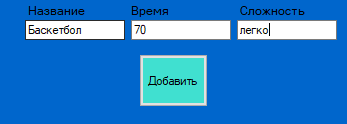 Название Время Сложность
Баскетбол 70 легко
Добавить